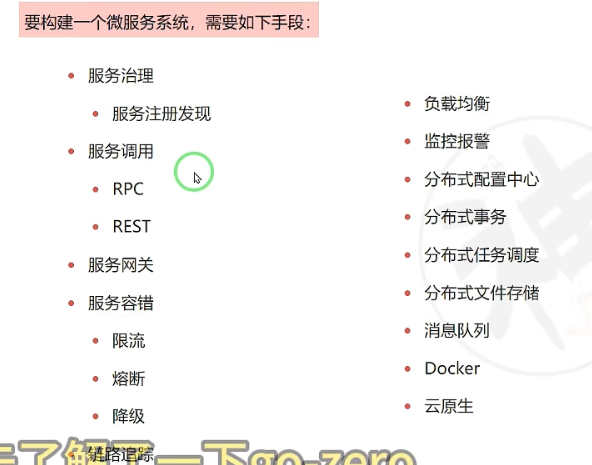 要构建一个微服务系统，需要如下手段：
服务治理
服务注册发现
服务调用
RPC
REST
服务网关
服务容错
限流
熔断
降级
链路追踪
负载均衡
监控报警
分布式配置中心
分布式事务
分布式任务调度
分布式文件存储
消息队列
Docker
云原生
了解了一下go-zero